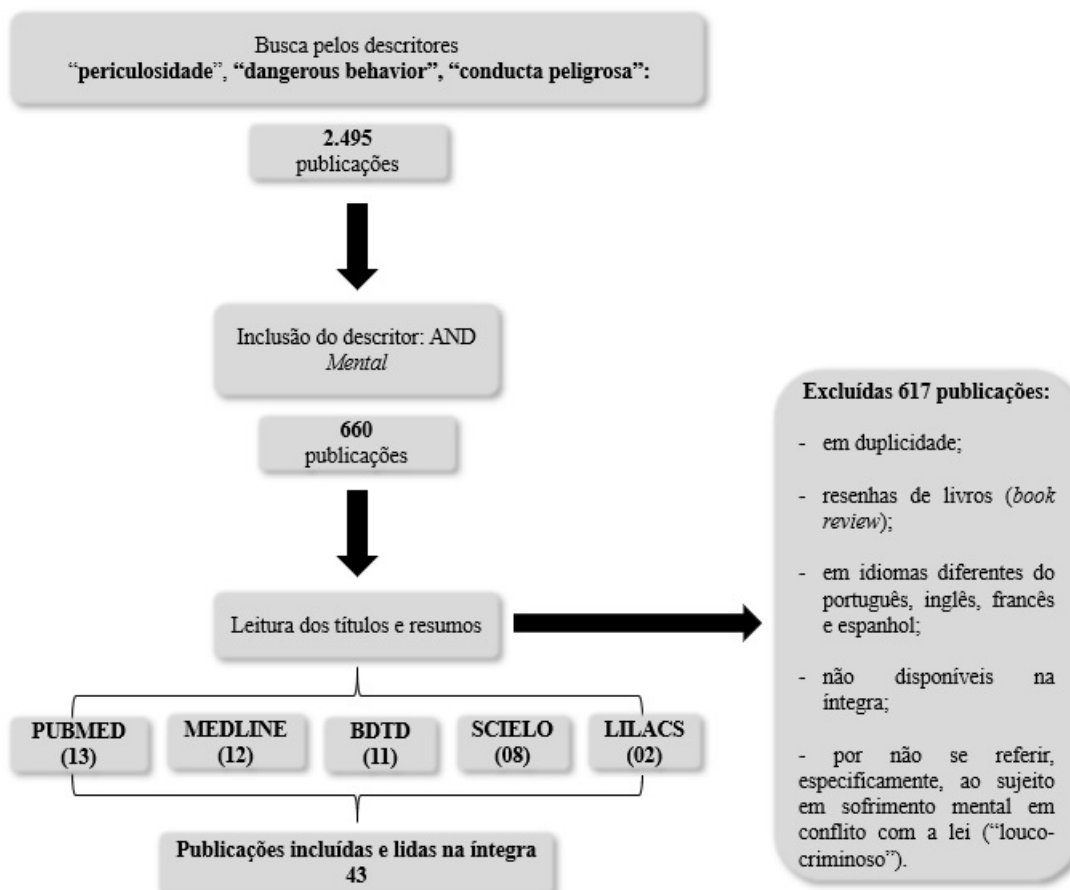 Busca pelos descritores
“periculosidade”, “dangerous behavior”, “conducta peligrosa”:
2.495
publicações
Inclusão do descritor: AND
Mental
660
publicações
Leitura dos títulos e resumos
Excluídas 617 publicações:
- em duplicidade;
- resenhas de livros (book
review);
- em idiomas diferentes do
português, inglês, francês
e espanhol;
- não disponíveis na
íntegra;
- por não se referir,
especificamente, ao sujeito
em sofrimento mental em
conflito com a lei (“louco-
criminoso”).
PUBMED
(13)
MEDLINE
(12)
BDTD
(11)
SCIELO
(08)
LILACS
(02)
Publicações incluídas e lidas na íntegra
43